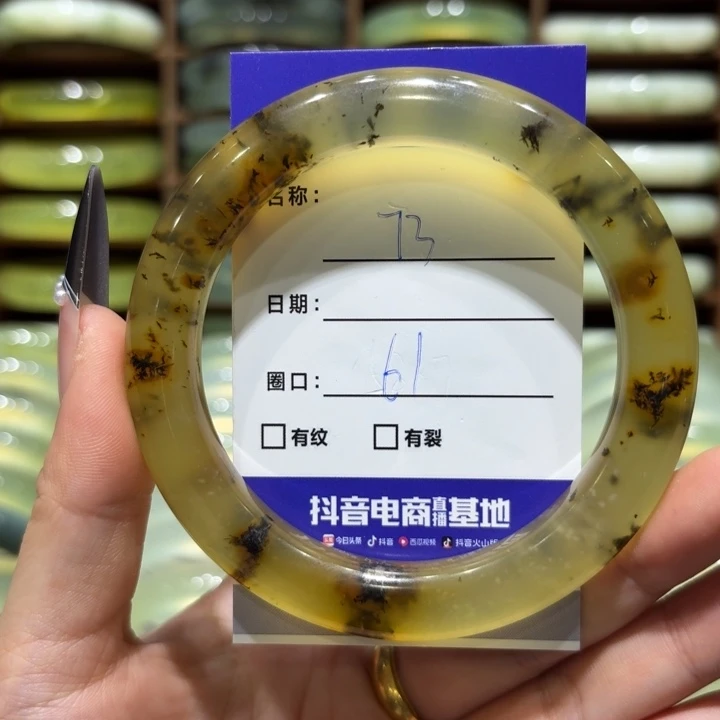 名称：73
日期：
圈口：61
□有纹 □有裂
抖音电商直播基地
今日头条 抖音 西瓜视频 抖音火山版